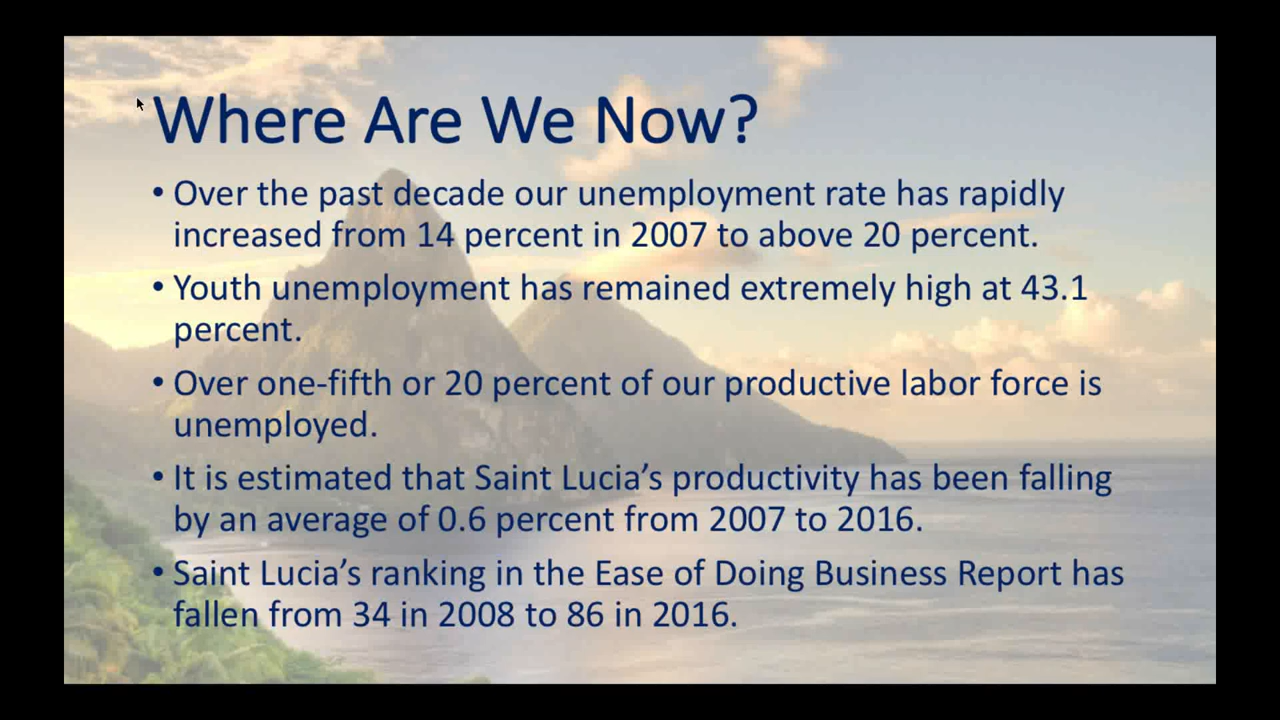 Where Are We Now?
• Over the past decade our unemployment rate has rapidly
increased from 14 percent in 2007 to above 20 percent.
• Youth unemployment has remained extremely high at 43.1
percent.
• Over one-fifth or 20 percent of our productive labor force is
unemployed.
• It is estimated that Saint Lucia’s productivity has been falling
by an average of 0.6 percent from 2007 to 2016.
• Saint Lucia’s ranking in the Ease of Doing Business Report has
fallen from 34 in 2008 to 86 in 2016.